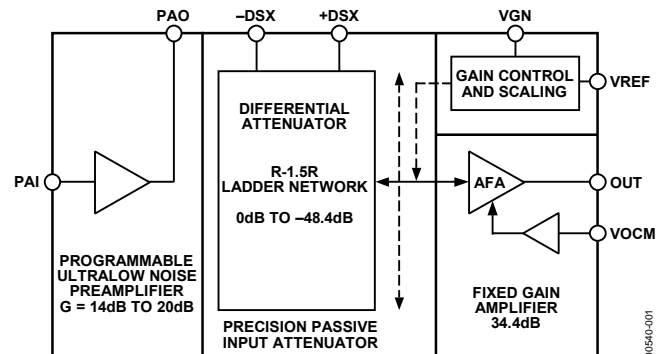 PAO
–DSX
+DSX
VGN
GAIN CONTROL
AND SCALING
VREF
DIFFERENTIAL
ATTENUATOR
R-1.5R
LADDER NETWORK
0dB TO –48.4dB
PAI
AFA
OUT
VOCM
PROGRAMMABLE
ULTRALOW NOISE
PREAMPLIFIER
G = 14dB TO 20dB
PRECISION PASSIVE
INPUT ATTENUATOR
FIXED GAIN
AMPLIFIER
34.4dB
00540-001